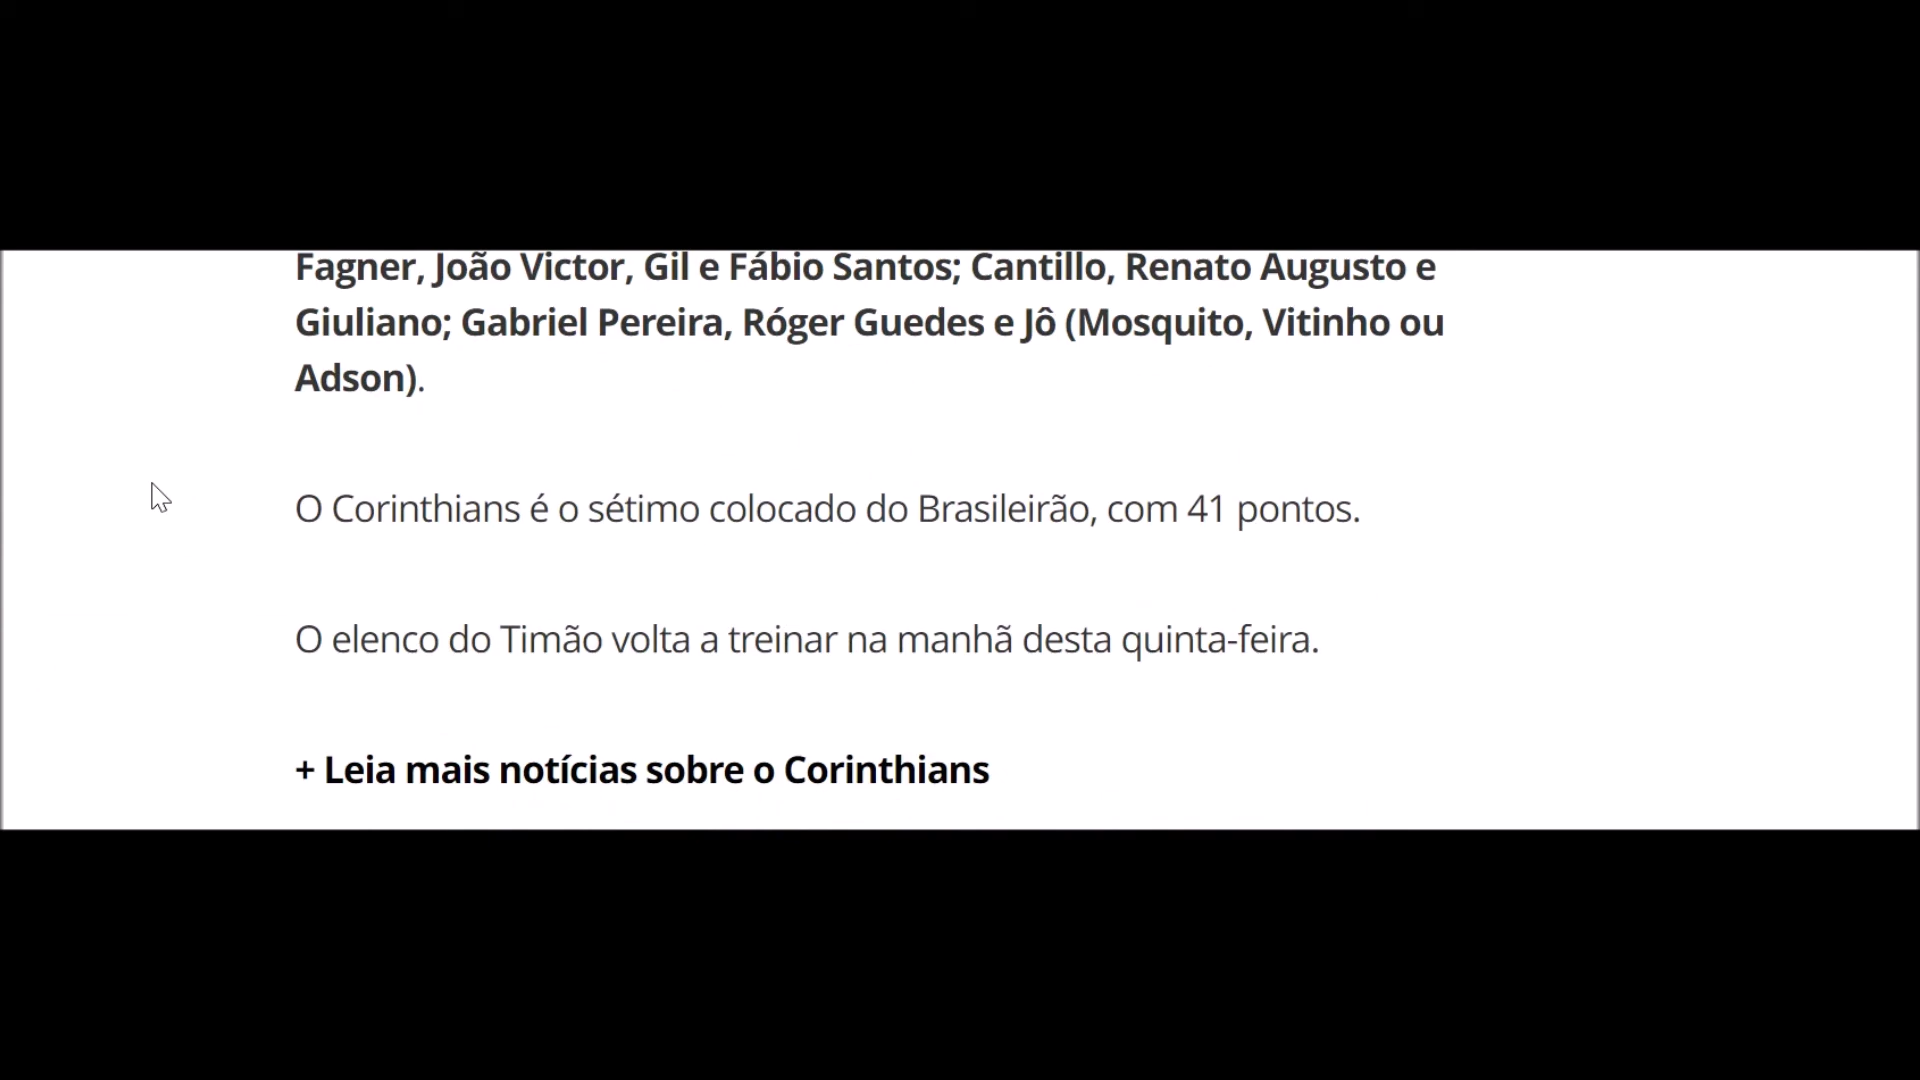 Fagner, João Victor, Gil e Fábio Santos; Cantillo, Renato Augusto e
Giuliano; Gabriel Pereira, Róger Guedes e Jô (Mosquito, Vitinho ou
Adson).
O Corinthians é o sétimo colocado do Brasileirão, com 41 pontos.
O elenco do Timão volta a treinar na manhã desta quinta-feira.
+ Leia mais notícias sobre o Corinthians